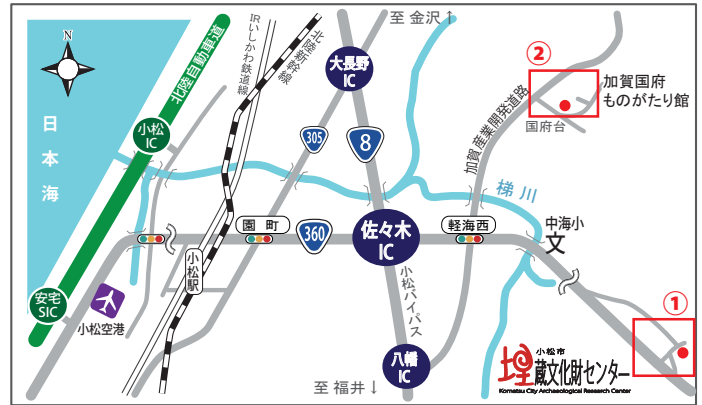 至 金沢↑
N
日本海
北陸自動車道
小松
IC
安宅
SIC
小松空港
IRいしかわ鉄道線
北陸新幹線
大長野
IC
305
8
加賀産業開発道路
②
加賀国府
ものがたり館
国府台
梯川
園町
360
佐々木
IC
軽海西
中海小
文
小松駅
小松バイパス
八幡
IC
至 福井↓
①
小松市
埋蔵文化財センター
Komatsu City Archaeological Research Center